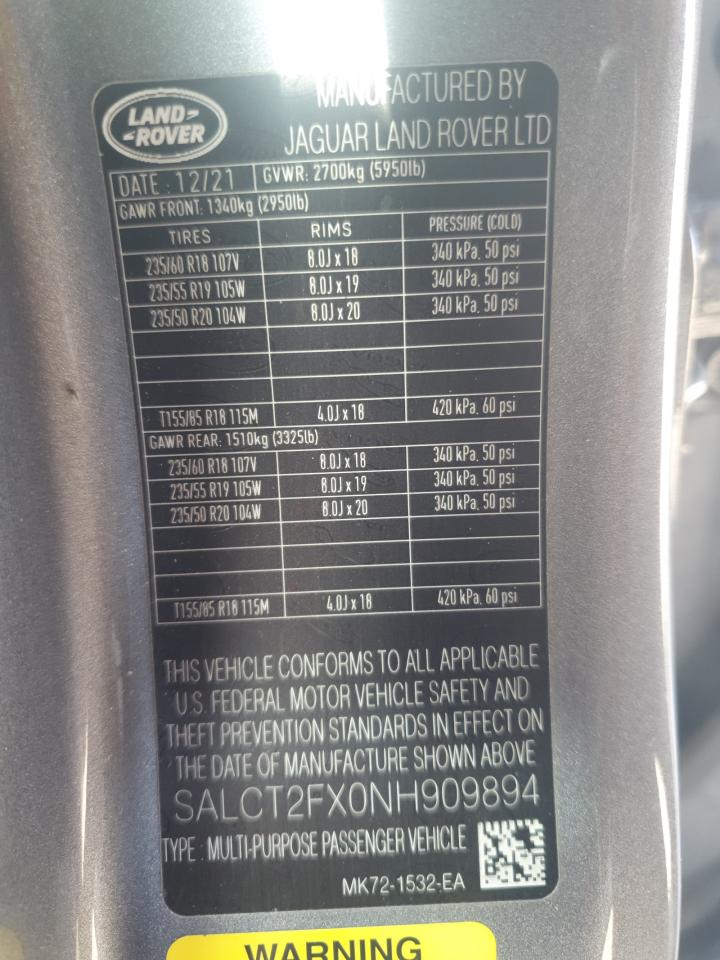 LAND-
-ROVER
MANUFACTURED BY
JAGUAR LAND ROVER LTD
DATE : 12/21 GVWR: 2700kg (5950lb)
GAWR FRONT: 1340kg (2950lb)
TIRES RIMS PRESSURE (COLD)
235/60 R18 107V 8.0J x 18 340 kPa, 50 psi
235/55 R19 105W 8.0J x 19 340 kPa, 50 psi
235/50 R20 104W 8.0J x 20 340 kPa, 50 psi
T155/85 R18 115M 4.0J x 18 420 kPa, 60 psi
GAWR REAR: 1510kg (3325lb)
235/60 R18 107V 8.0J x 18 340 kPa, 50 psi
235/55 R19 105W 8.0J x 19 340 kPa, 50 psi
235/50 R20 104W 8.0J x 20 340 kPa, 50 psi
T155/85 R18 115M 4.0J x 18 420 kPa, 60 psi
THIS VEHICLE CONFORMS TO ALL APPLICABLE
U.S. FEDERAL MOTOR VEHICLE SAFETY AND
THEFT PREVENTION STANDARDS IN EFFECT ON
THE DATE OF MANUFACTURE SHOWN ABOVE
SALCT2FX0NH909894
TYPE : MULTI-PURPOSE PASSENGER VEHICLE
MK72-1532-EA
WARNING